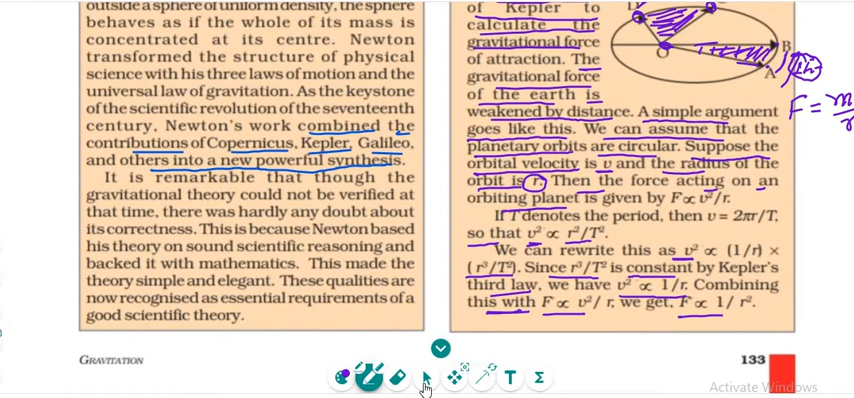 outside a sphere of uniform density, the sphere
behaves as if the whole of its mass is
concentrated at its centre. Newton
transformed the structure of physical
science with his three laws of motion and the
universal law of gravitation. As the keystone
of the scientific revolution of the seventeenth
century, Newton's work combined the
contributions of Copernicus, Kepler, Galileo,
and others into a new powerful synthesis.
It is remarkable that though the
gravitational theory could not be verified at
that time, there was hardly any doubt about
its correctness. This is because Newton based
his theory on sound scientific reasoning and
backed it with mathematics. This made the
theory simple and elegant. These qualities are
now recognised as essential requirements of a
good scientific theory.
of Kepler to
calculate the
gravitational force
of attraction. The
gravitational force
of the earth is
weakened by distance. A simple argument
goes like this. We can assume that the
planetary orbits are circular. Suppose the
orbital velocity is υ and the radius of the
orbit is r. Then the force acting on an
orbiting planet is given by F ∝ υ²/r.
If T denotes the period, then υ = 2πr/T,
so that υ² ∝ r²/T².
We can rewrite this as υ² ∝ (1/r) ×
(r³/T²). Since r³/T² is constant by Kepler's
third law, we have υ² ∝ 1/r. Combining
this with F ∝ υ²/ r, we get, F ∝ 1/ r².
O
B
A
F = m
GRAVITATION
133
T
Σ
Activate Windows